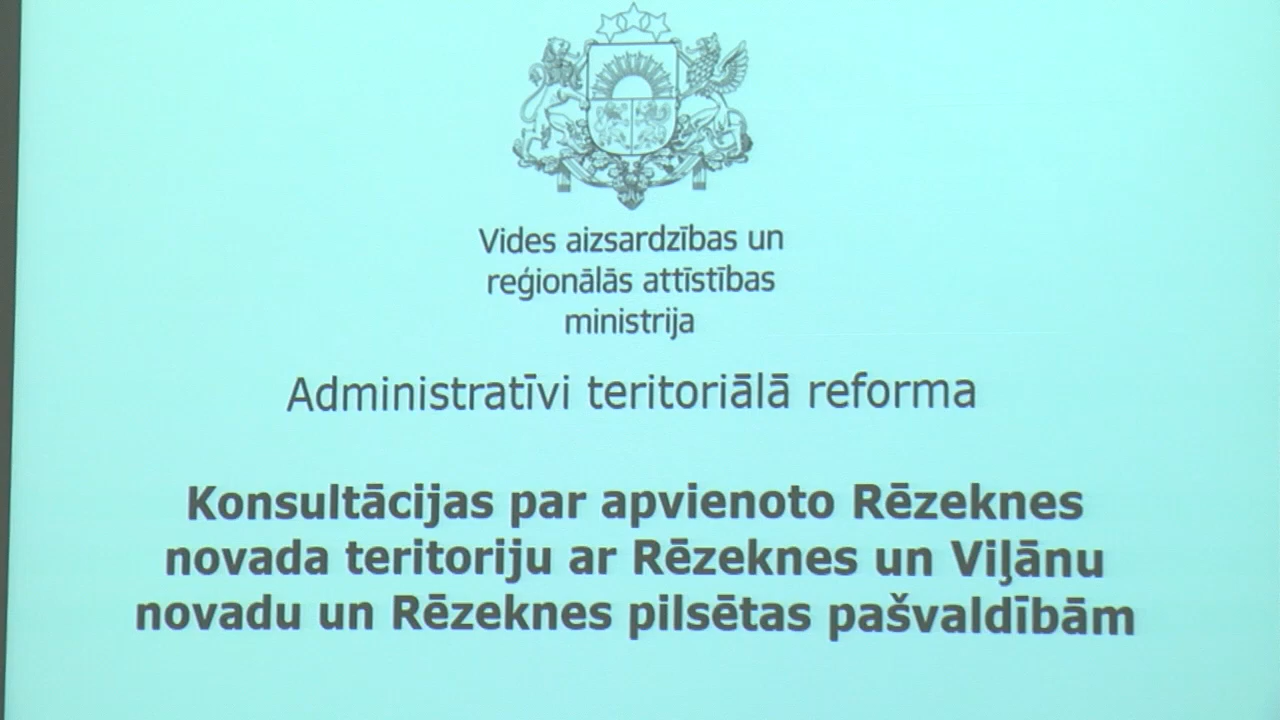 Vides aizsardzības un
reģionālās attīstības
ministrija
Administratīvi teritoriālā reforma
Konsultācijas par apvienoto Rēzeknes
novada teritoriju ar Rēzeknes un Viļānu
novadu un Rēzeknes pilsētas pašvaldībām